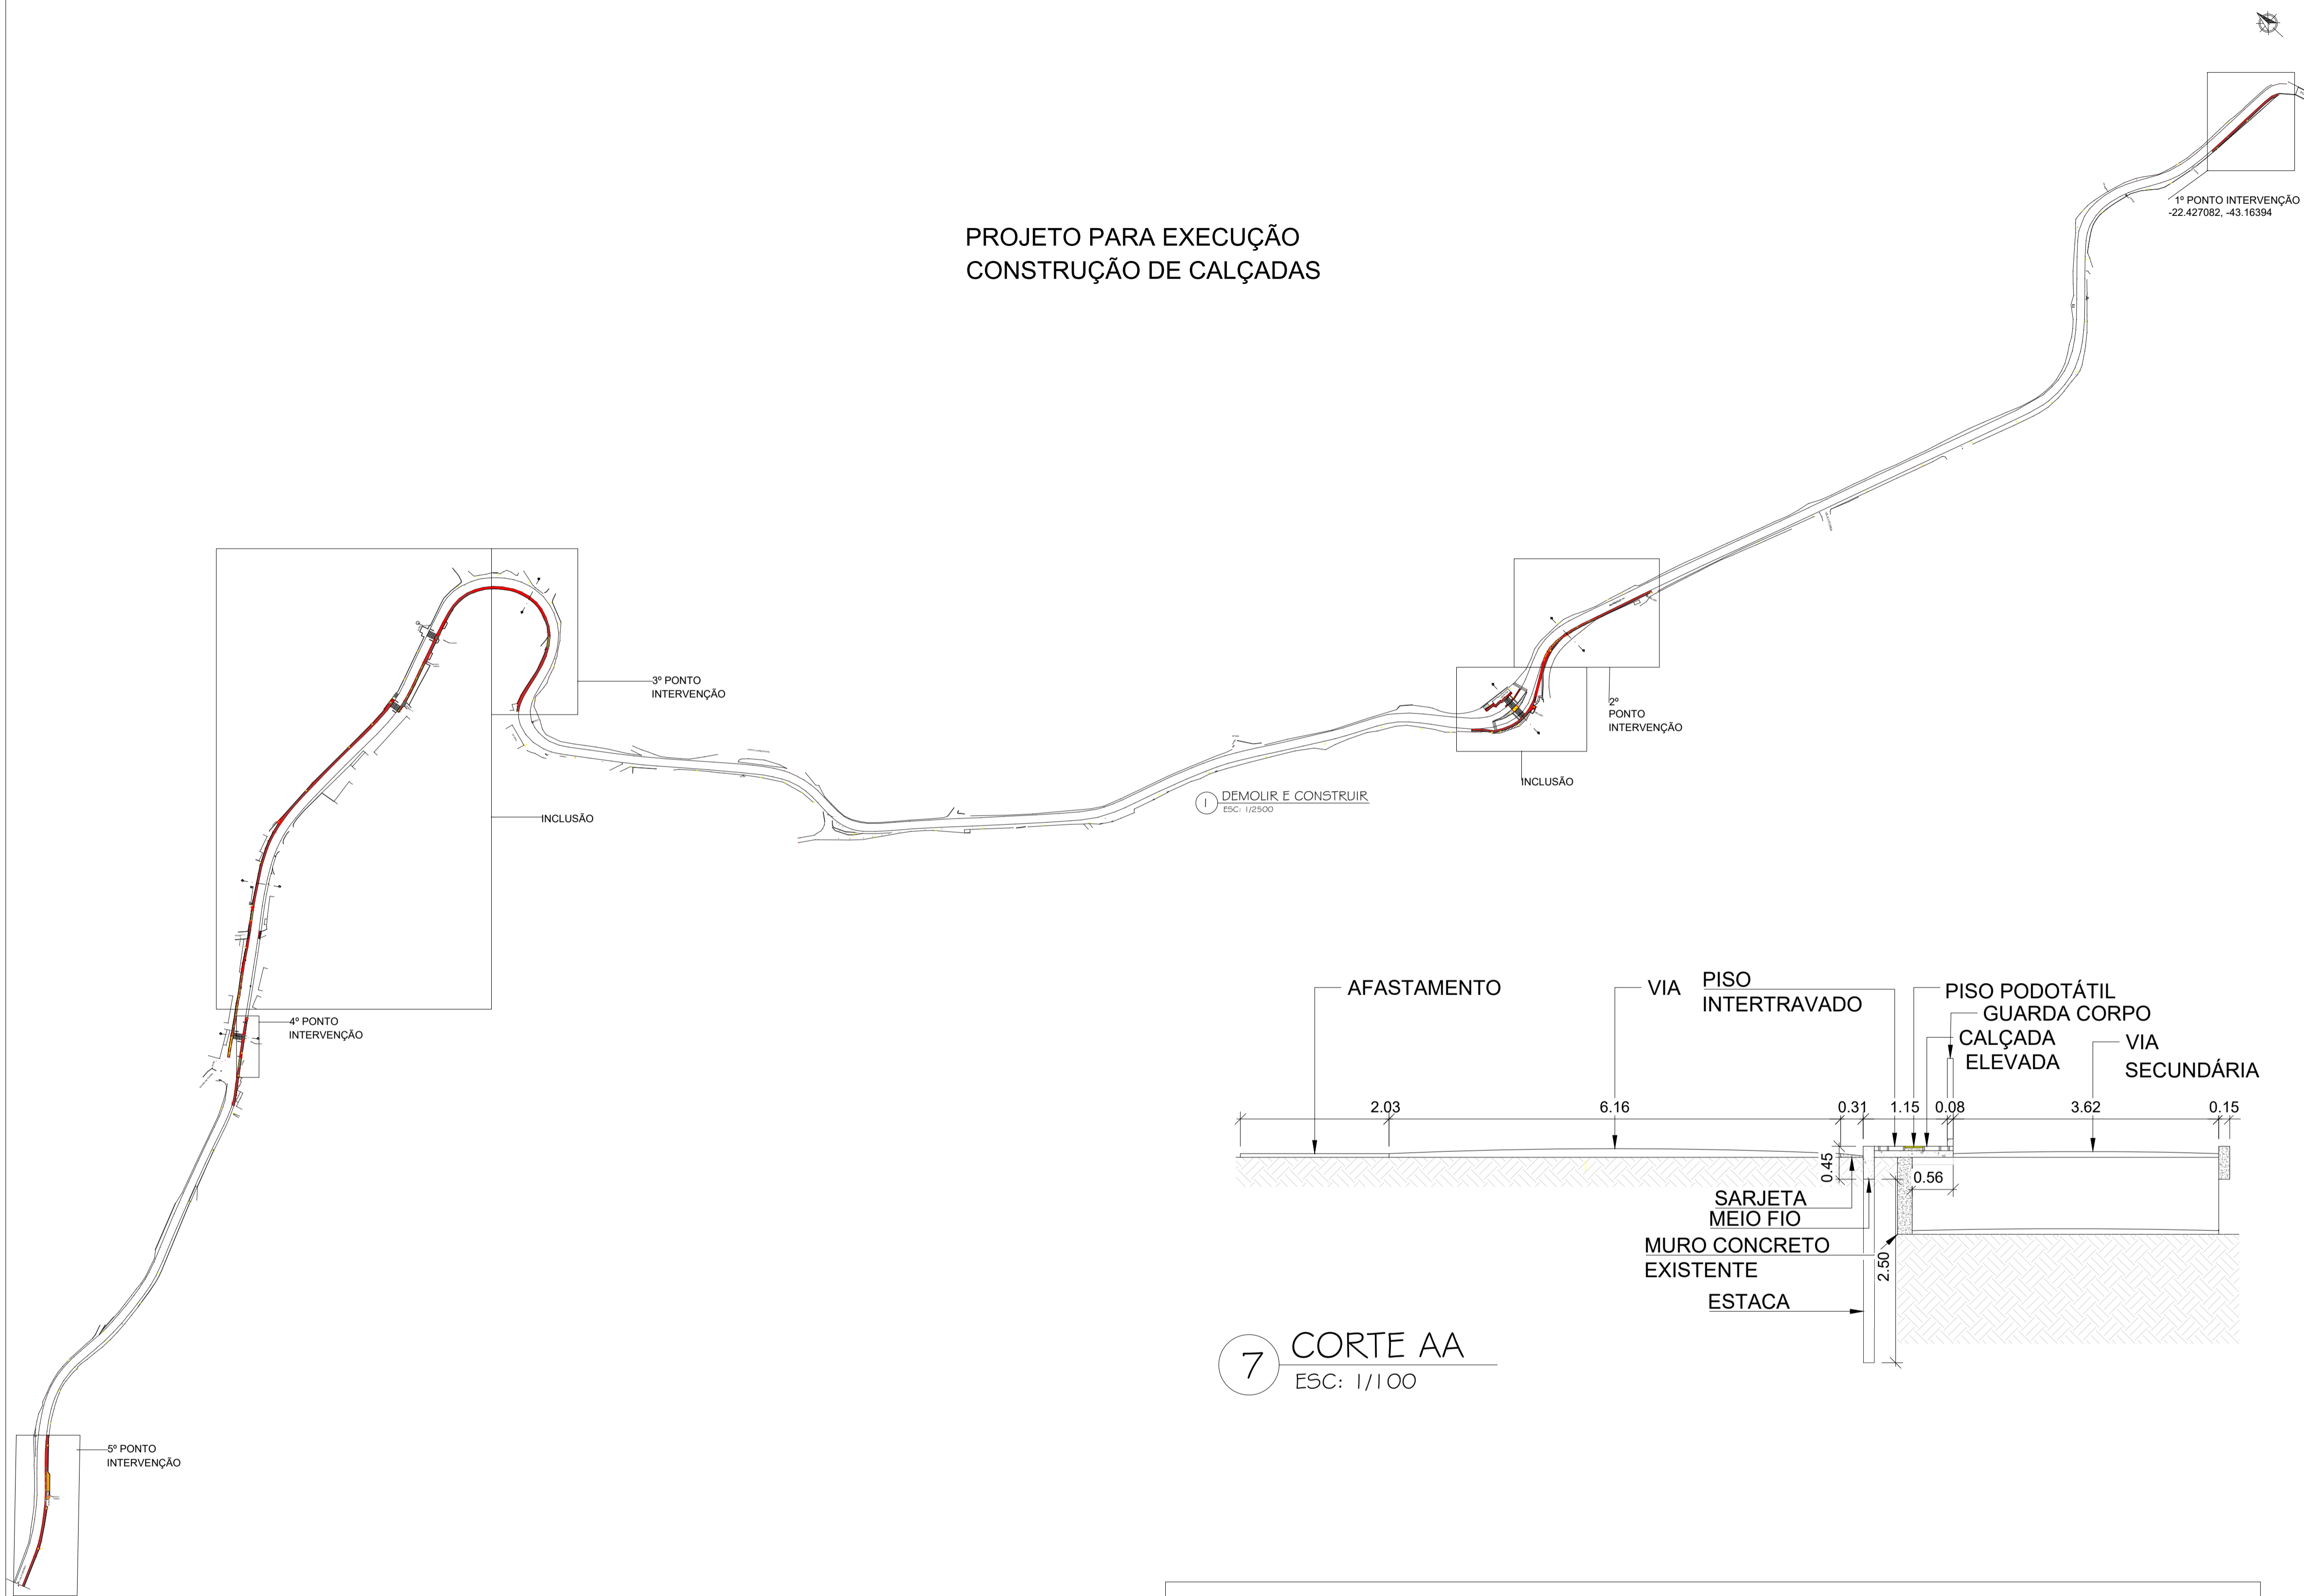 1º PONTO INTERVENÇÃO
-22.427082, -43.16394
PROJETO PARA EXECUÇÃO
CONSTRUÇÃO DE CALÇADAS
3º PONTO
INTERVENÇÃO
2º
PONTO
INTERVENÇÃO
INCLUSÃO
1 DEMOLIR E CONSTRUIR
ESC: 1/2500
INCLUSÃO
4º PONTO
INTERVENÇÃO
5º PONTO
INTERVENÇÃO
AFASTAMENTO
VIA
PISO
INTERTRAVADO
PISO PODOTÁTIL
GUARDA CORPO
CALÇADA
ELEVADA
VIA
SECUNDÁRIA
2.03 6.16 0.31 1.15 0.08 3.62 0.15
0.45
0.56
SARJETA
MEIO FIO
MURO CONCRETO
EXISTENTE
2.50
ESTACA
7 CORTE AA
ESC: 1/100